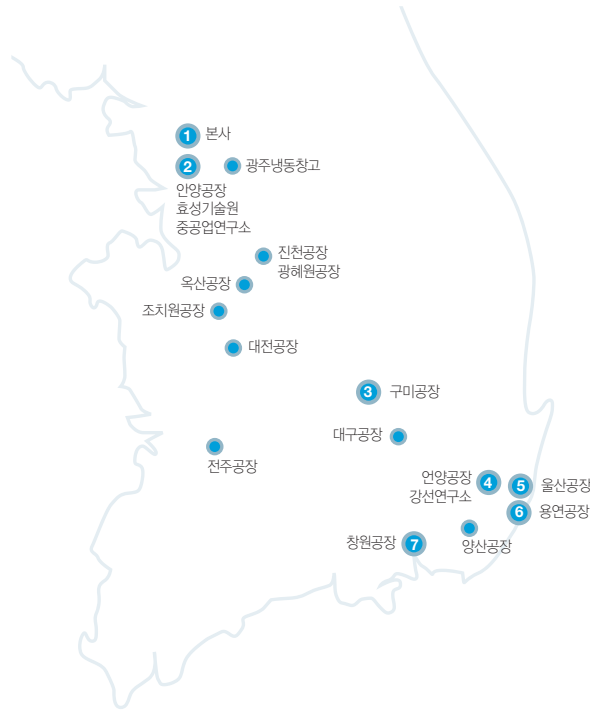 1 본사
2 광주냉동창고
안양공장
효성기술원
중공업연구소
진천공장
광혜원공장
옥산공장
조치원공장
대전공장
3 구미공장
대구공장
전주공장
언양공장 4
강선연구소
5 울산공장
6 용연공장
창원공장 7
양산공장